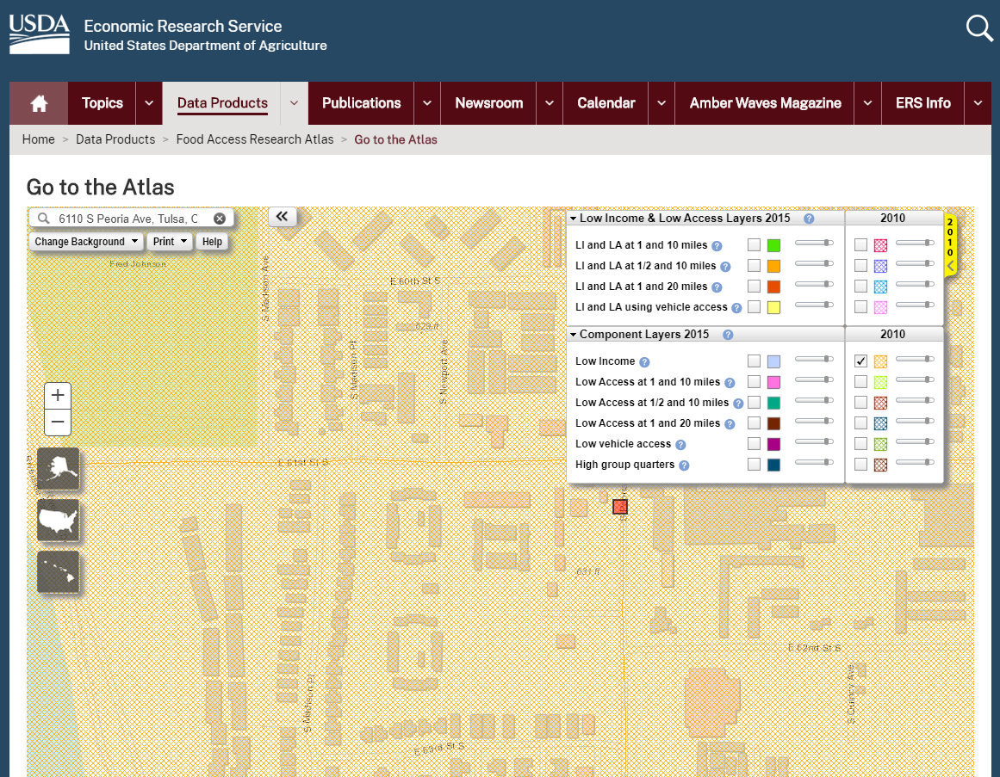 USDA
Economic Research Service
United States Department of Agriculture
Topics
Data Products
Publications
Newsroom
Calendar
Amber Waves Magazine
ERS Info
Home > Data Products > Food Access Research Atlas > Go to the Atlas
Go to the Atlas
6110 S Peoria Ave, Tulsa, C
Change Background
Print
Help
Low Income & Low Access Layers 2015 ?
2010
LI and LA at 1 and 10 miles ?
LI and LA at 1/2 and 10 miles ?
LI and LA at 1 and 20 miles ?
LI and LA using vehicle access ?
Component Layers 2015 ?
2010
Low Income ?
Low Access at 1 and 10 miles ?
Low Access at 1/2 and 10 miles ?
Low Access at 1 and 20 miles ?
Low vehicle access ?
High group quarters ?
2010
Fred Johnson
S Madison Ave
E 60th St S
629 ft
S Madison Pl
S Newport Ave
E 61st St S
631 ft
E 62nd St S
S Quincy Ave
S Madison Pl
E 63rd St S